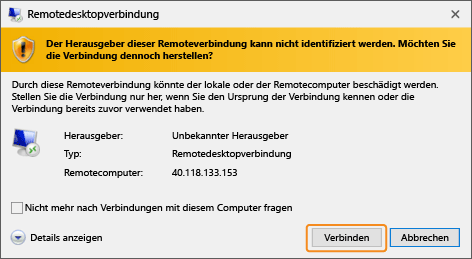 Remotedesktopverbindung
Der Herausgeber dieser Remoteverbindung kann nicht identifiziert werden. Möchten Sie
die Verbindung dennoch herstellen?
Durch diese Remoteverbindung könnte der lokale oder der Remotecomputer beschädigt werden.
Stellen Sie die Verbindung nur her, wenn Sie den Ursprung der Verbindung kennen oder die
Verbindung bereits zuvor verwendet haben.
Herausgeber: Unbekannter Herausgeber
Typ: Remotedesktopverbindung
Remotecomputer: 40.118.133.153
Nicht mehr nach Verbindungen mit diesem Computer fragen
Details anzeigen Verbinden Abbrechen